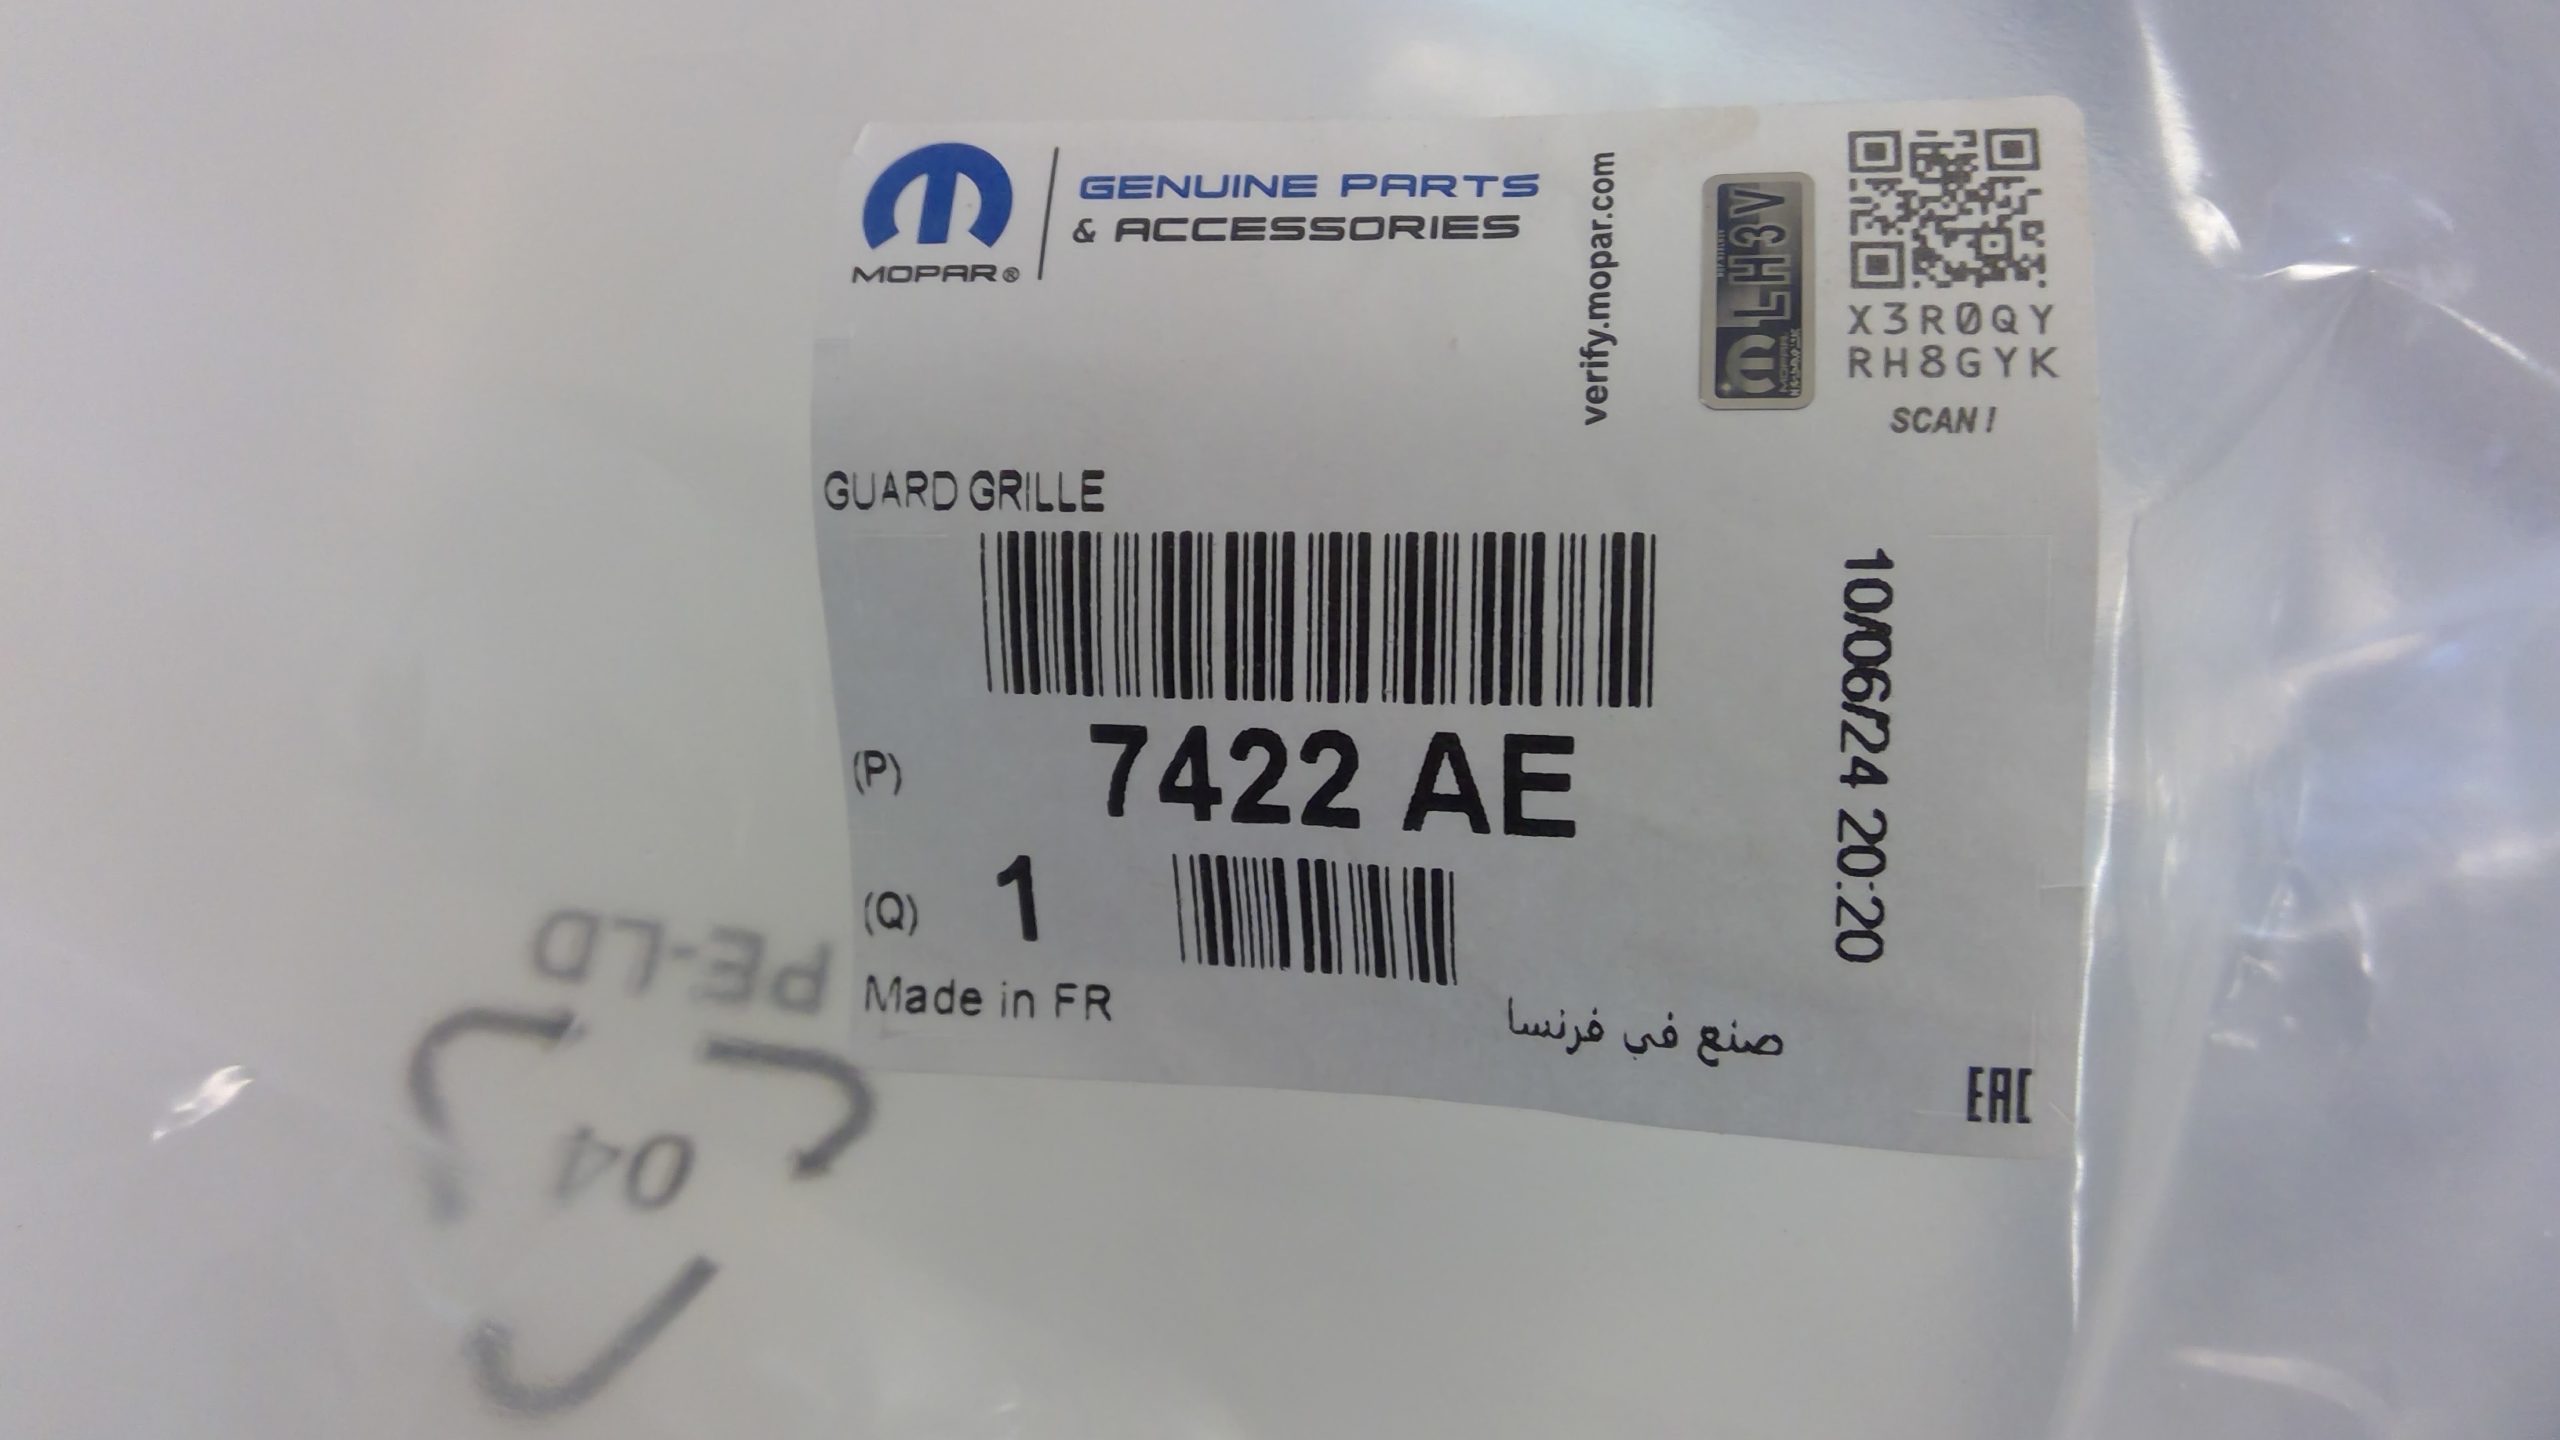 GENUINE PARTS
& ACCESSORIES
MOPAR®
verify.mopar.com
LH3V
MOPAR
X3R0QY
RH8GYK
SCAN!
GUARD GRILLE
(P) 7422 AE
(Q) 1
10/06/24 20:20
Made in FR
صنع في فرنسا
EAC
PE-LD
04